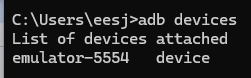 C:\Users\eesj>adb devices
List of devices attached
emulator-5554   device